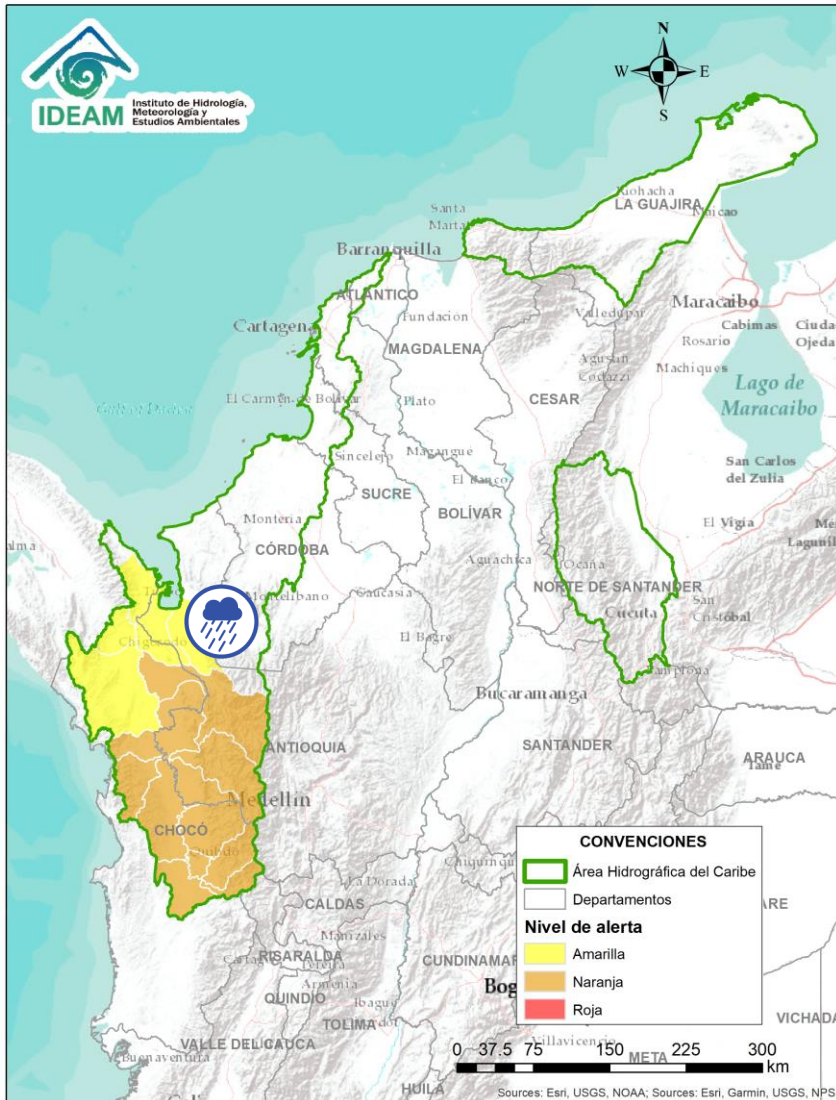 IDEAM
Instituto de Hidrología,
Meteorología y
Estudios Ambientales
N
W
E
S
Riohacha
LA GUAJIRA
Maicao
Santa
Marta
Barranquilla
ATLÁNTICO
Fundación
Valledupar
Maracaibo
Cabimas
Ciudad
Ojeda
Cartagena
MAGDALENA
Rosario
Agustín
Codazzi
Machiques
El Carmen de Bolívar
Plato
CESAR
Lago de
Maracaibo
Sincelejo
Magangué
San Carlos
del Zulia
SUCRE
El Banco
BOLÍVAR
Montería
El Vigía
CÓRDOBA
Aguachica
Ocaña
Montelíbano
Caucasia
NORTE DE SANTANDER
Cúcuta
San
Cristóbal
Chigorodó
El Bagre
Pamplona
Bucaramanga
ANTIOQUIA
SANTANDER
ARAUCA
Tame
Medellín
CHOCÓ
Quibdó
CONVENCIONES
Área Hidrográfica del Caribe
Departamentos
Nivel de alerta
Amarilla
Naranja
Roja
La Dorada
CALDAS
Manizales
RISARALDA
Pereira
Armenia
QUINDÍO
Ibagué
TOLIMA
VICHADA
Villavicencio
META
VALLE DEL CAUCA
Buenaventura
HUILA
0 37.5 75 150 225 300
km
Sources: Esri, USGS, NOAA; Sources: Esri, Garmin, USGS, NPS